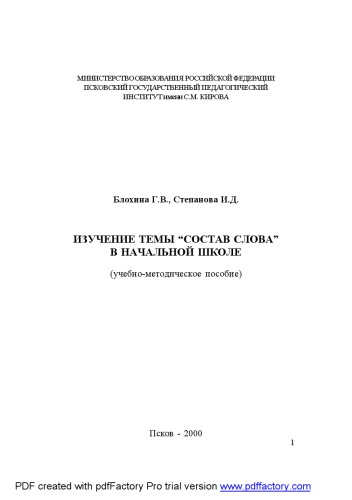 МИНИСТЕРСТВО ОБРАЗОВАНИЯ РОССИЙСКОЙ ФЕДЕРАЦИИ
ПСКОВСКИЙ ГОСУДАРСТВЕННЫЙ ПЕДАГОГИЧЕСКИЙ
ИНСТИТУТ имени С.М. КИРОВА
Блохина Г.В., Степанова И.Д.
ИЗУЧЕНИЕ ТЕМЫ “СОСТАВ СЛОВА”
В НАЧАЛЬНОЙ ШКОЛЕ
(учебно-методическое пособие)
Псков - 2000
1
PDF created with pdfFactory Pro trial version www.pdffactory.com